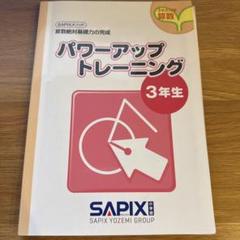 算数
SAPIXメソッド
算数絶対基礎力の完成
パワーアップ
トレーニング
3年生
SAPIX
SAPIX YOZEMI GROUP